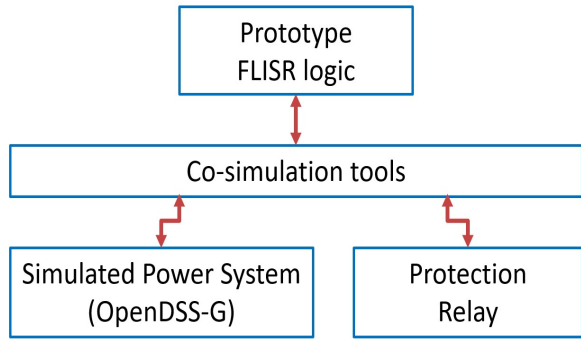 Prototype
FLISR logic
Co-simulation tools
Simulated Power System
(OpenDSS-G)
Protection
Relay